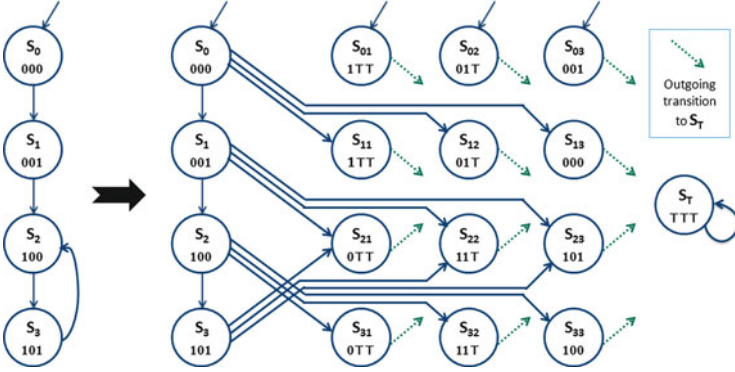 S0 S0 S01 S02 S03
000 000 1TT 01T 001
Outgoing
transition
to ST
S1 S1 S11 S12 S13
001 001 1TT 01T 000
ST
TTT
S2 S2 S21 S22 S23
100 100 0TT 11T 101
S3 S3 S31 S32 S33
101 101 0TT 11T 100